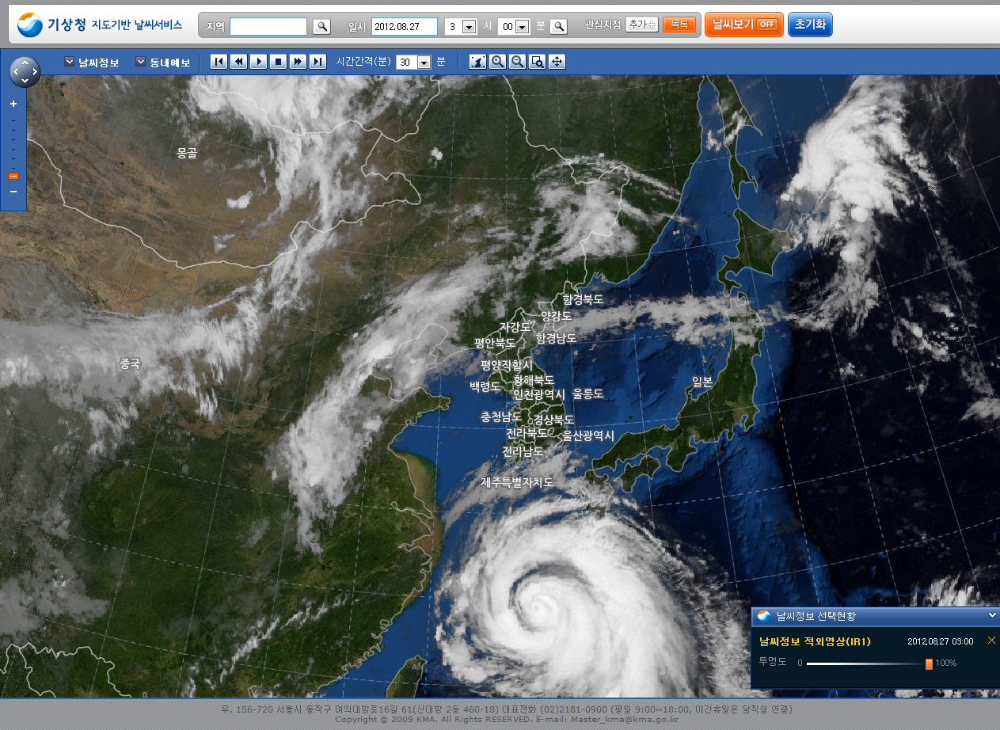 기상청 지도기반 날씨서비스
지역
일시 2012.08.27 3 시 00 분
관심지점 추가 목록
날씨보기 OFF
초기화
날씨정보 동네예보
시간간격(분) 30 분
몽골
함경북도
양강도
자강도
함경남도
평안북도
평양직할시
중국
황해북도
일본
백령도
인천광역시 울릉도
충청남도 경상북도
전라북도 울산광역시
전라남도
제주특별자치도
날씨정보 선택현황
날씨정보 적외영상(IR1) 2012.08.27 03:00
투명도 0 100%
우. 156-720 서울시 동작구 여의대방로16길 61(신대방 2동 460-18) 대표전화 (02)2181-0900 (평일 9:00~18:00, 야간휴일은 당직실 연결)
Copyright © 2009 KMA. All Rights RESERVED. E-mail: Master_kma@kma.go.kr